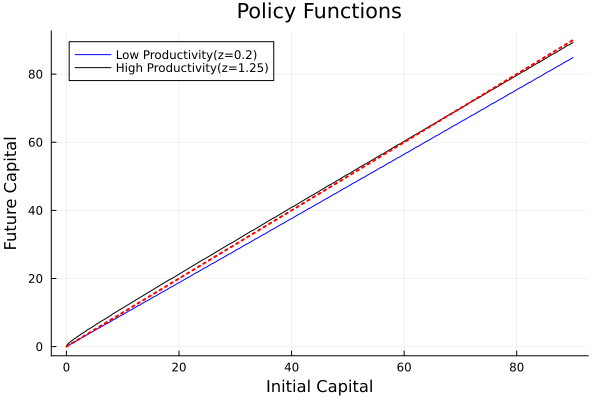 Policy Functions
Low Productivity(z=0.2)
High Productivity(z=1.25)
Future Capital
80
60
40
20
0
0 20 40 60 80
Initial Capital